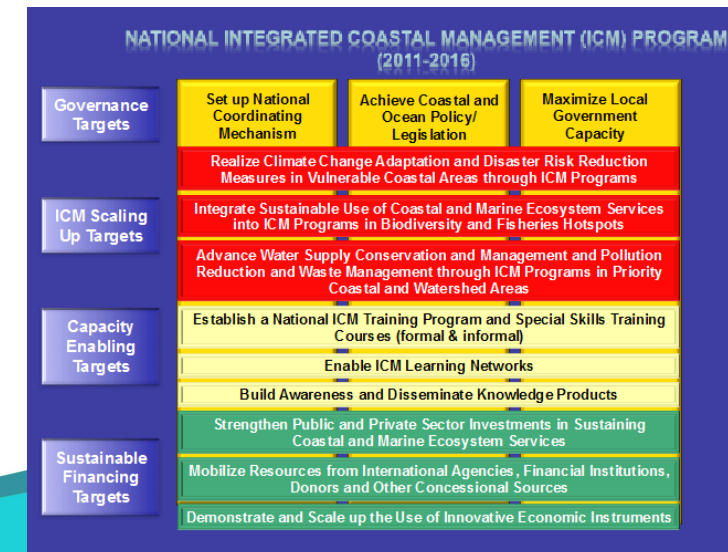 NATIONAL INTEGRATED COASTAL MANAGEMENT (ICM) PROGRAM
(2011-2016)
Governance
Targets
Set up National
Coordinating
Mechanism
Achieve Coastal and
Ocean Policy/
Legislation
Maximize Local
Government
Capacity
Realize Climate Change Adaptation and Disaster Risk Reduction
Measures in Vulnerable Coastal Areas through ICM Programs
ICM Scaling
Up Targets
Integrate Sustainable Use of Coastal and Marine Ecosystem Services
into ICM Programs in Biodiversity and Fisheries Hotspots
Advance Water Supply Conservation and Management and Pollution
Reduction and Waste Management through ICM Programs in Priority
Coastal and Watershed Areas
Capacity
Enabling
Targets
Establish a National ICM Training Program and Special Skills Training
Courses (formal & informal)
Enable ICM Learning Networks
Build Awareness and Disseminate Knowledge Products
Sustainable
Financing
Targets
Strengthen Public and Private Sector Investments in Sustaining
Coastal and Marine Ecosystem Services
Mobilize Resources from International Agencies, Financial Institutions,
Donors and Other Concessional Sources
Demonstrate and Scale up the Use of Innovative Economic Instruments